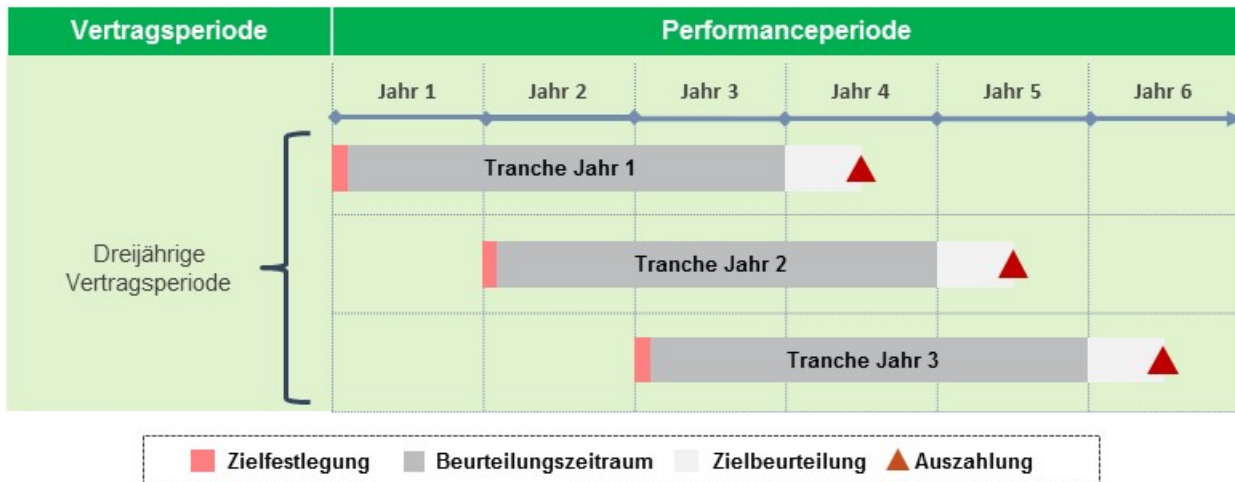 Vertragsperiode
Performanceperiode
Jahr 1
Jahr 2
Jahr 3
Jahr 4
Jahr 5
Jahr 6
Tranche Jahr 1
Dreijährige
Vertragsperiode
Tranche Jahr 2
Tranche Jahr 3
Zielfestlegung
Beurteilungszeitraum
Zielbeurteilung
Auszahlung